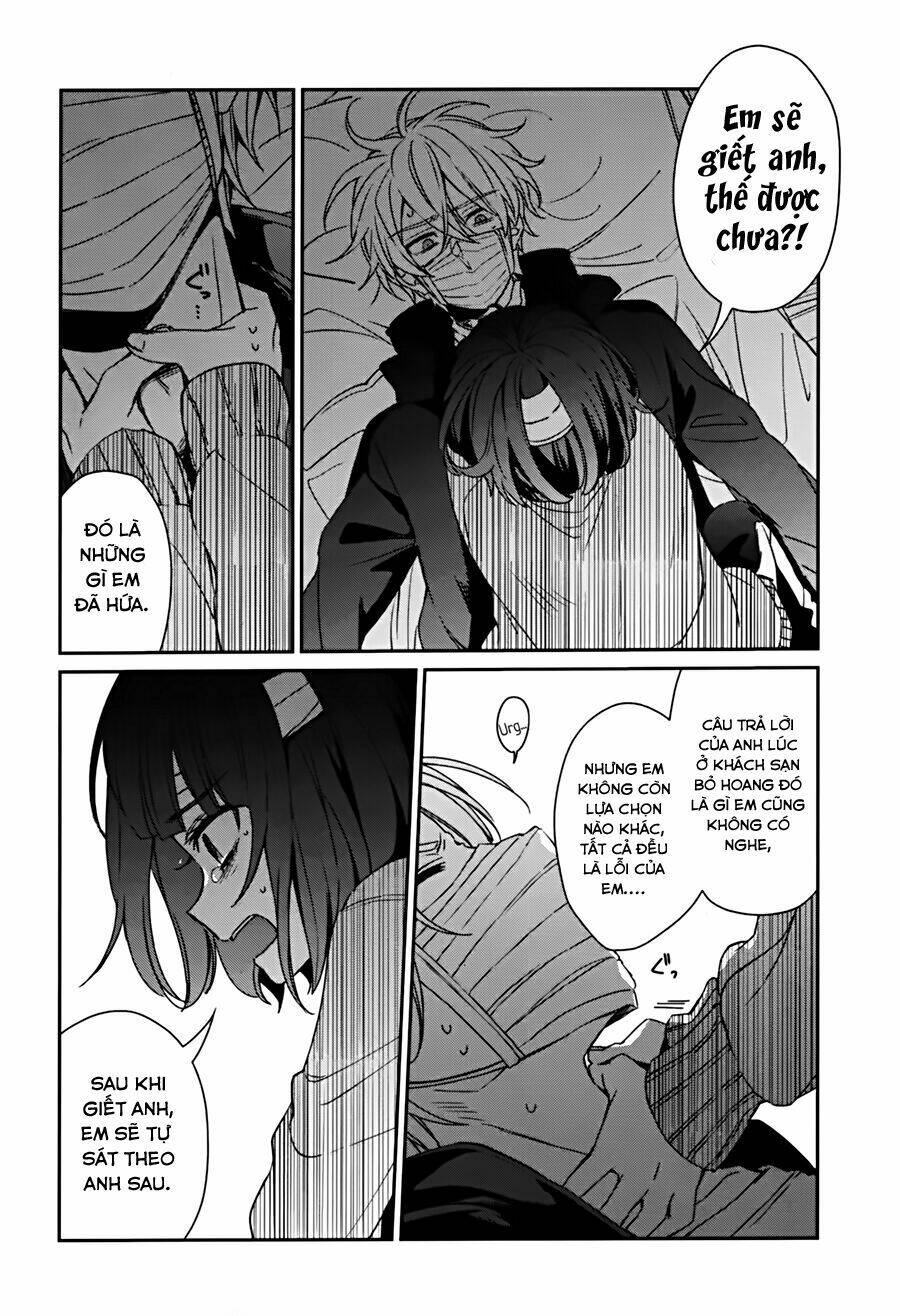 Em sẽ
giết anh,
thế được
chưa?!
ĐÓ LÀ
NHỮNG
GÌ EM
ĐÃ HỨA.
CÂU TRẢ LỜI
CỦA ANH LÚC
Ở KHÁCH SẠN
BỎ HOANG ĐÓ
LÀ GÌ EM CŨNG
KHÔNG CÓ
NGHE,
NHƯNG EM
KHÔNG CÒN
LỰA CHỌN
NÀO KHÁC,
TẤT CẢ ĐỀU
LÀ LỖI CỦA
EM....
Urg...
ぐっ
SAU KHI
GIẾT ANH,
EM SẼ TỰ
SÁT THEO
ANH SAU.